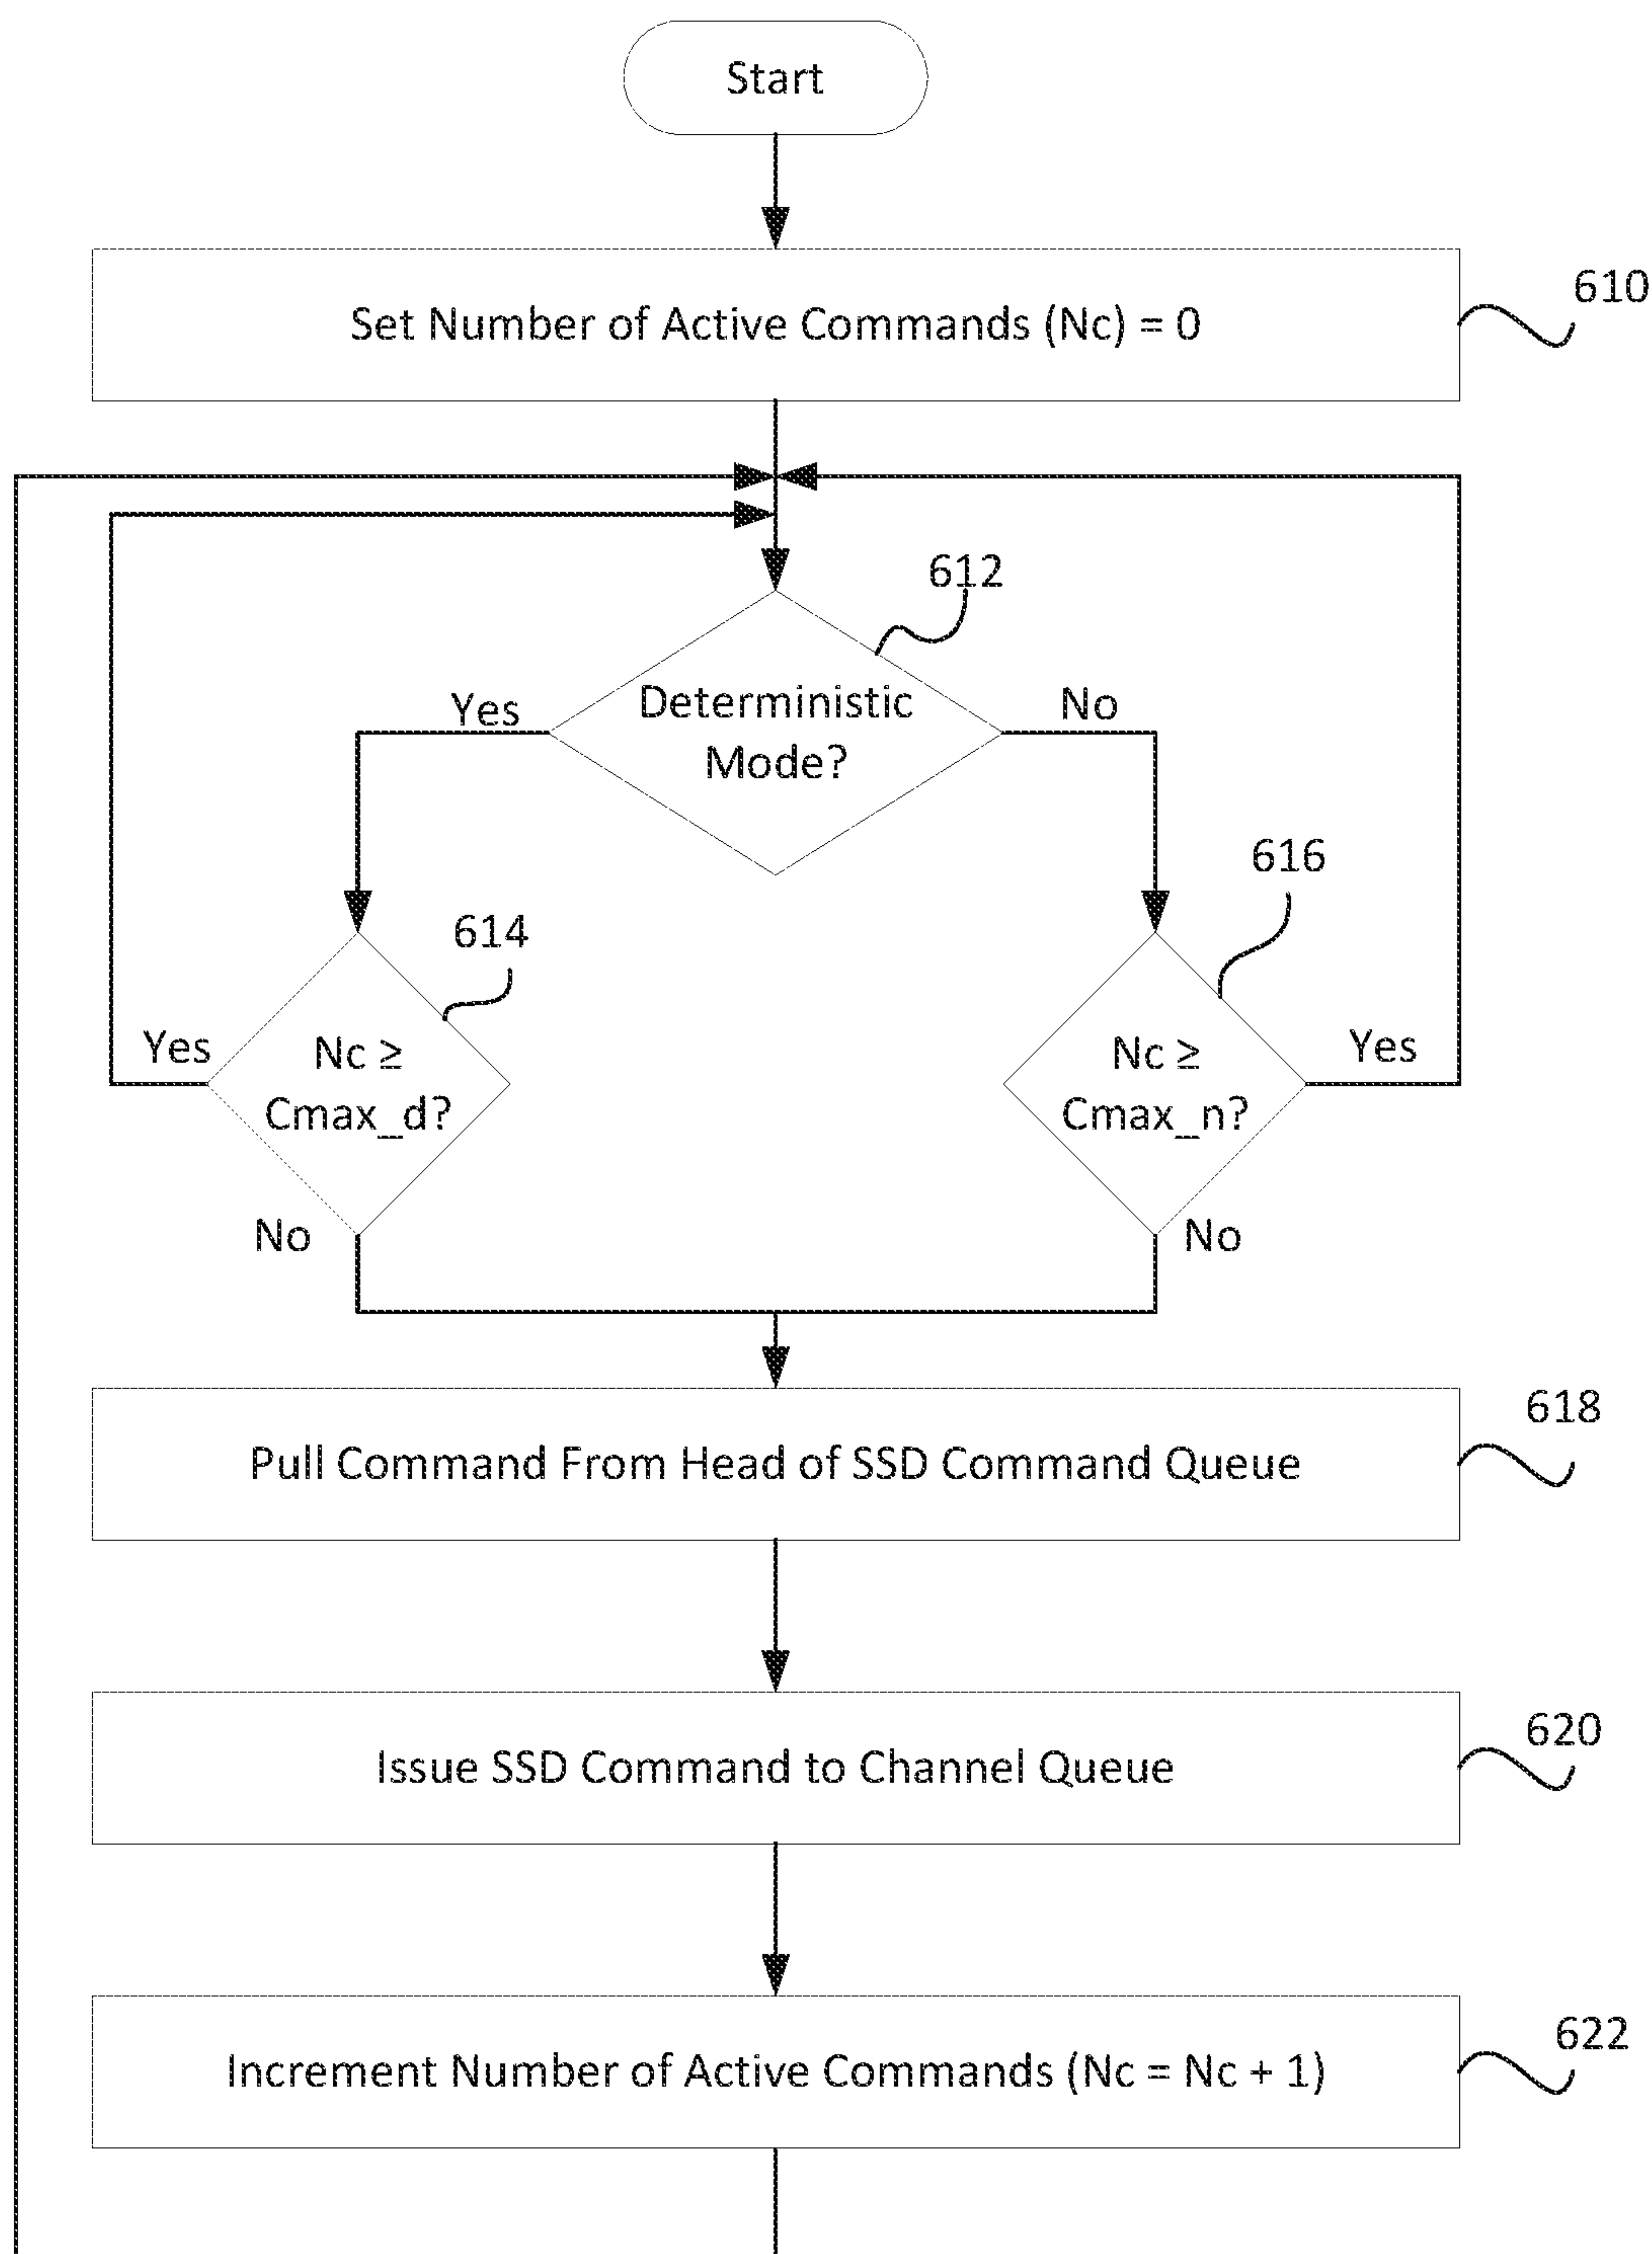 Start
Set Number of Active Commands (Nc) = 0
610
612
Deterministic
Mode?
Yes
No
614
616
Nc ≥
Cmax_d?
Yes
No
Nc ≥
Cmax_n?
Yes
No
Pull Command From Head of SSD Command Queue
618
Issue SSD Command to Channel Queue
620
Increment Number of Active Commands (Nc = Nc + 1)
622